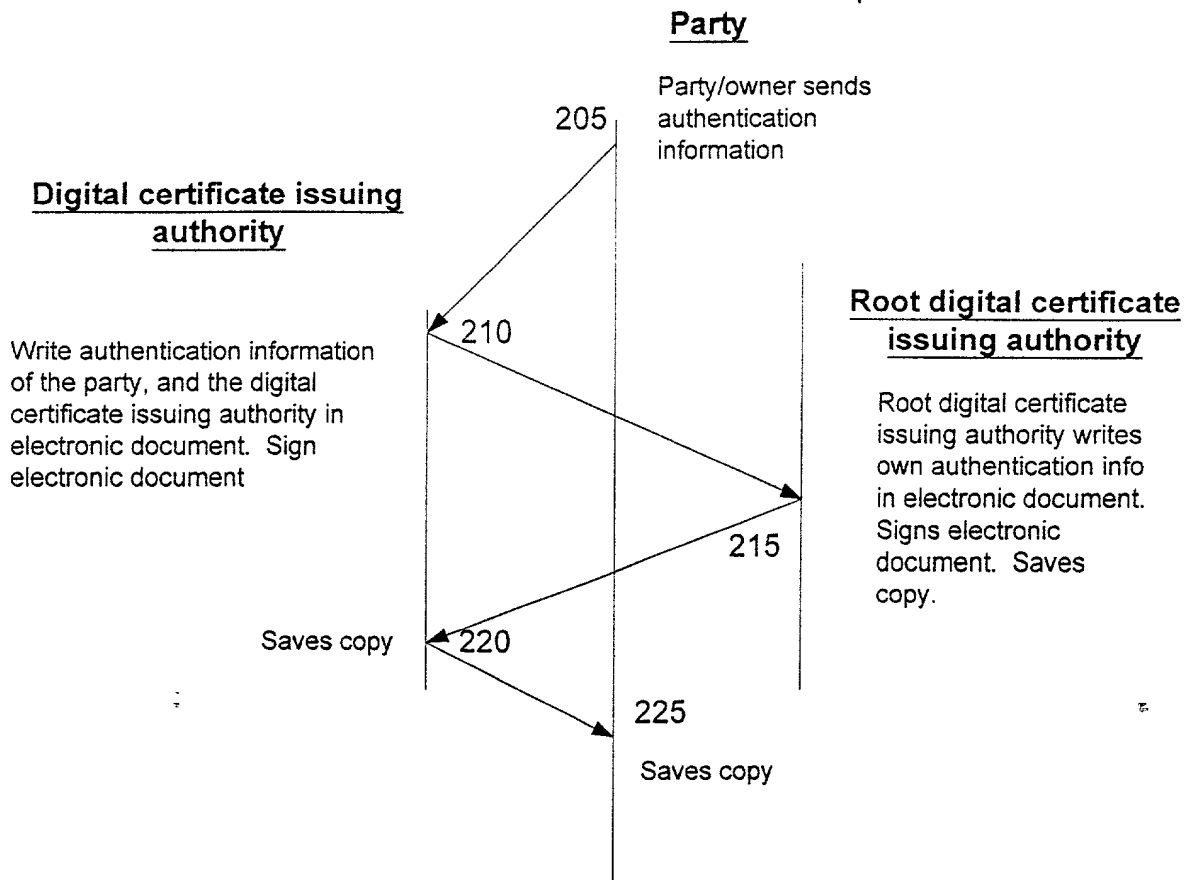 Party
Party/owner sends
authentication
information
205
Digital certificate issuing
authority
210
Write authentication information
of the party, and the digital
certificate issuing authority in
electronic document.  Sign
electronic document
Root digital certificate
issuing authority
Root digital certificate
issuing authority writes
own authentication info
in electronic document.
Signs electronic
document.  Saves
copy.
215
Saves copy
220
225
Saves copy